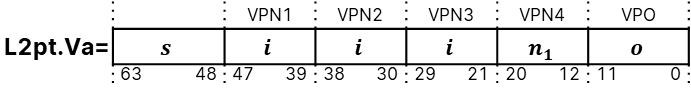 VPN1 VPN2 VPN3 VPN4 VPO
L2pt.Va= s i i i n₁ o
63 48 47 39 38 30 29 21 20 12 11 0